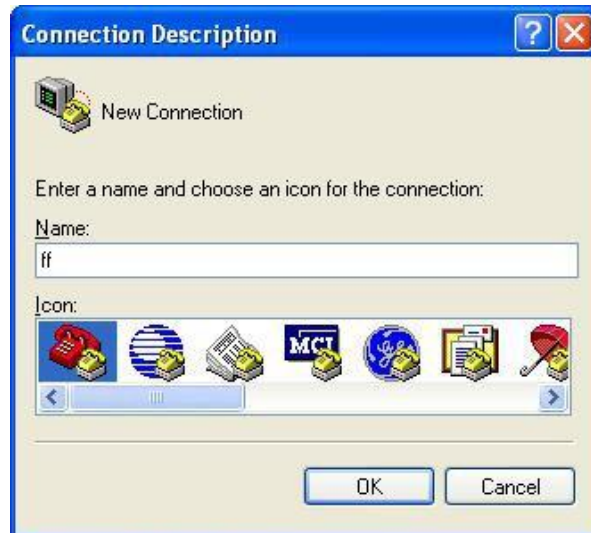 Connection Description
New Connection
Enter a name and choose an icon for the connection:
Name:
ff
Icon:
MCI
OK Cancel